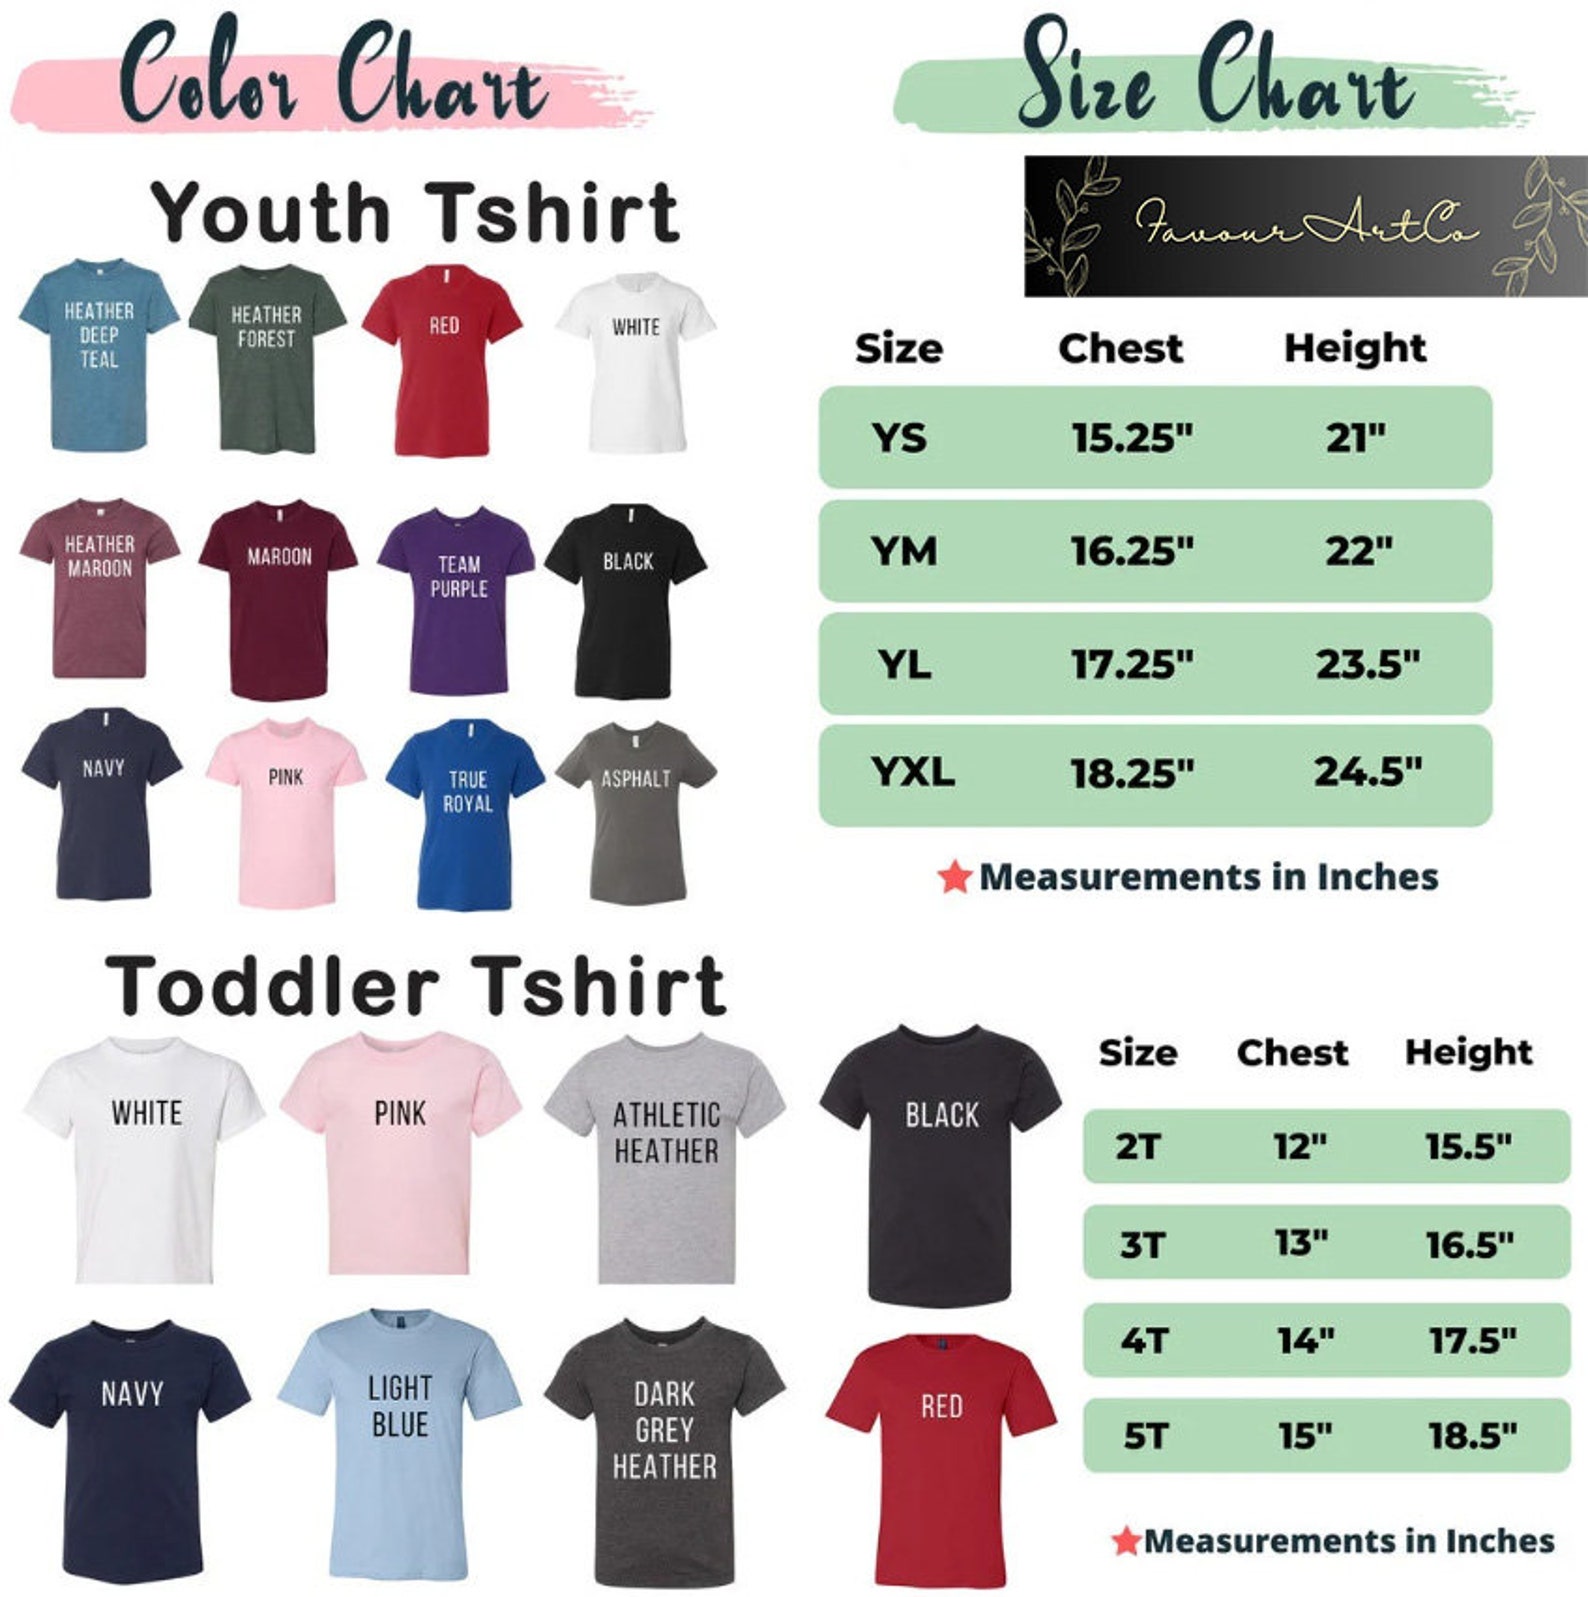 Color Chart
Size Chart
Youth Tshirt
FavourArtCo
HEATHER
DEEP
TEAL
HEATHER
FOREST
RED
WHITE
HEATHER
MAROON
MAROON
TEAM
PURPLE
BLACK
NAVY
PINK
TRUE
ROYAL
ASPHALT
Size Chest Height
YS 15.25" 21"
YM 16.25" 22"
YL 17.25" 23.5"
YXL 18.25" 24.5"
Measurements in Inches
Toddler Tshirt
WHITE
PINK
ATHLETIC
HEATHER
BLACK
NAVY
LIGHT
BLUE
DARK
GREY
HEATHER
RED
Size Chest Height
2T 12" 15.5"
3T 13" 16.5"
4T 14" 17.5"
5T 15" 18.5"
Measurements in Inches